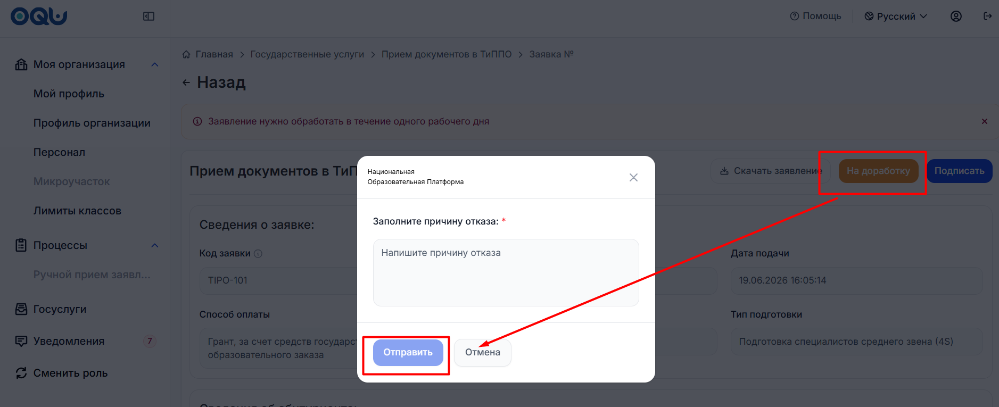 OQU
Помощь
Русский
Моя организация
Мой профиль
Профиль организации
Персонал
Микроучасток
Лимиты классов
Процессы
Ручной прием заявл...
Госуслуги
Уведомления 7
Сменить роль
Главная > Государственные услуги > Прием документов в ТиППО > Заявка №
← Назад
Заявление нужно обработать в течение одного рабочего дня
Прием документов в ТиП
Скачать заявление
На доработку
Подписать
Сведения о заявке:
Код заявки
TIPO-101
Дата подачи
19.06.2026 16:05:14
Способ оплаты
Грант, за счет средств государст
образовательного заказа
Тип подготовки
Подготовка специалистов среднего звена (4S)
Национальная
Образовательная Платформа
Заполните причину отказа: *
Напишите причину отказа
Отправить
Отмена